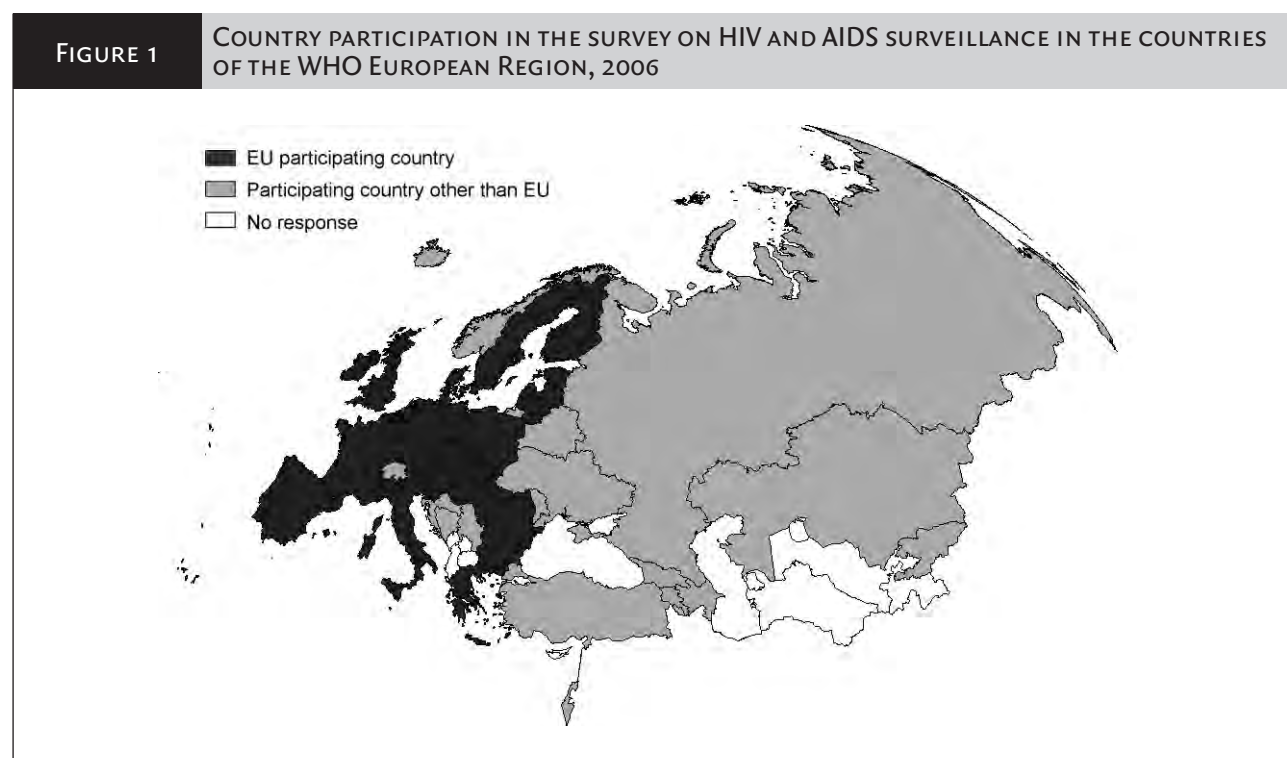 FIGURE 1
COUNTRY PARTICIPATION IN THE SURVEY ON HIV AND AIDS SURVEILLANCE IN THE COUNTRIES
OF THE WHO EUROPEAN REGION, 2006
EU participating country
Participating country other than EU
No response